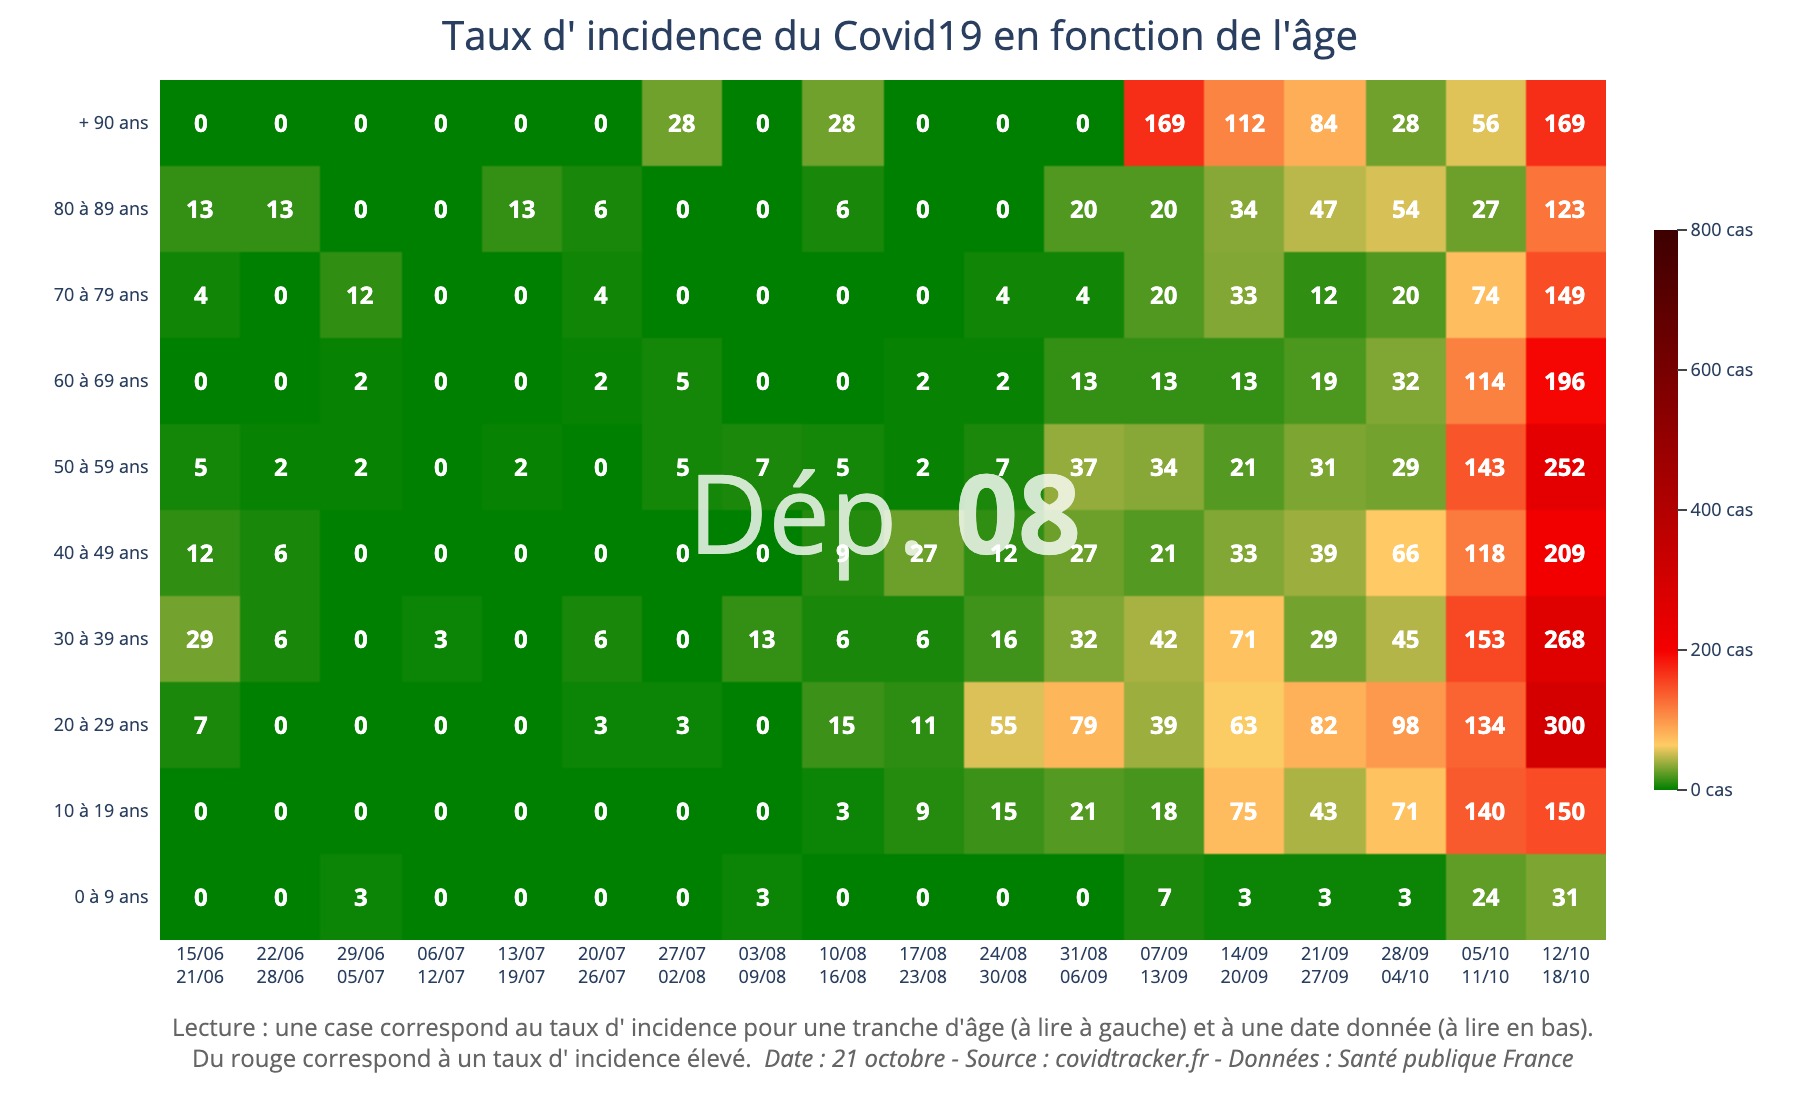 Taux d' incidence du Covid19 en fonction de l'âge
+ 90 ans 0 0 0 0 0 0 28 0 28 0 0 0 169 112 84 28 56 169
80 à 89 ans 13 13 0 0 13 6 0 0 6 0 0 20 20 34 47 54 27 123
800 cas
70 à 79 ans 4 0 12 0 0 4 0 0 0 0 4 4 20 33 12 20 74 149
60 à 69 ans 0 0 2 0 0 2 5 0 0 2 2 13 13 13 19 32 114 196
600 cas
50 à 59 ans 5 2 2 0 2 0 5 7 5 2 7 37 34 21 31 29 143 252
Dép. 08
400 cas
40 à 49 ans 12 6 0 0 0 0 0 0 9 27 12 27 21 33 39 66 118 209
30 à 39 ans 29 6 0 3 0 6 0 13 6 6 16 32 42 71 29 45 153 268
200 cas
20 à 29 ans 7 0 0 0 0 3 3 0 15 11 55 79 39 63 82 98 134 300
0 cas
10 à 19 ans 0 0 0 0 0 0 0 0 3 9 15 21 18 75 43 71 140 150
0 à 9 ans 0 0 3 0 0 0 0 3 0 0 0 0 7 3 3 3 24 31
15/06 22/06 29/06 06/07 13/07 20/07 27/07 03/08 10/08 17/08 24/08 31/08 07/09 14/09 21/09 28/09 05/10 12/10
21/06 28/06 05/07 12/07 19/07 26/07 02/08 09/08 16/08 23/08 30/08 06/09 13/09 20/09 27/09 04/10 11/10 18/10
Lecture : une case correspond au taux d' incidence pour une tranche d'âge (à lire à gauche) et à une date donnée (à lire en bas).
Du rouge correspond à un taux d' incidence élevé. Date : 21 octobre - Source : covidtracker.fr - Données : Santé publique France